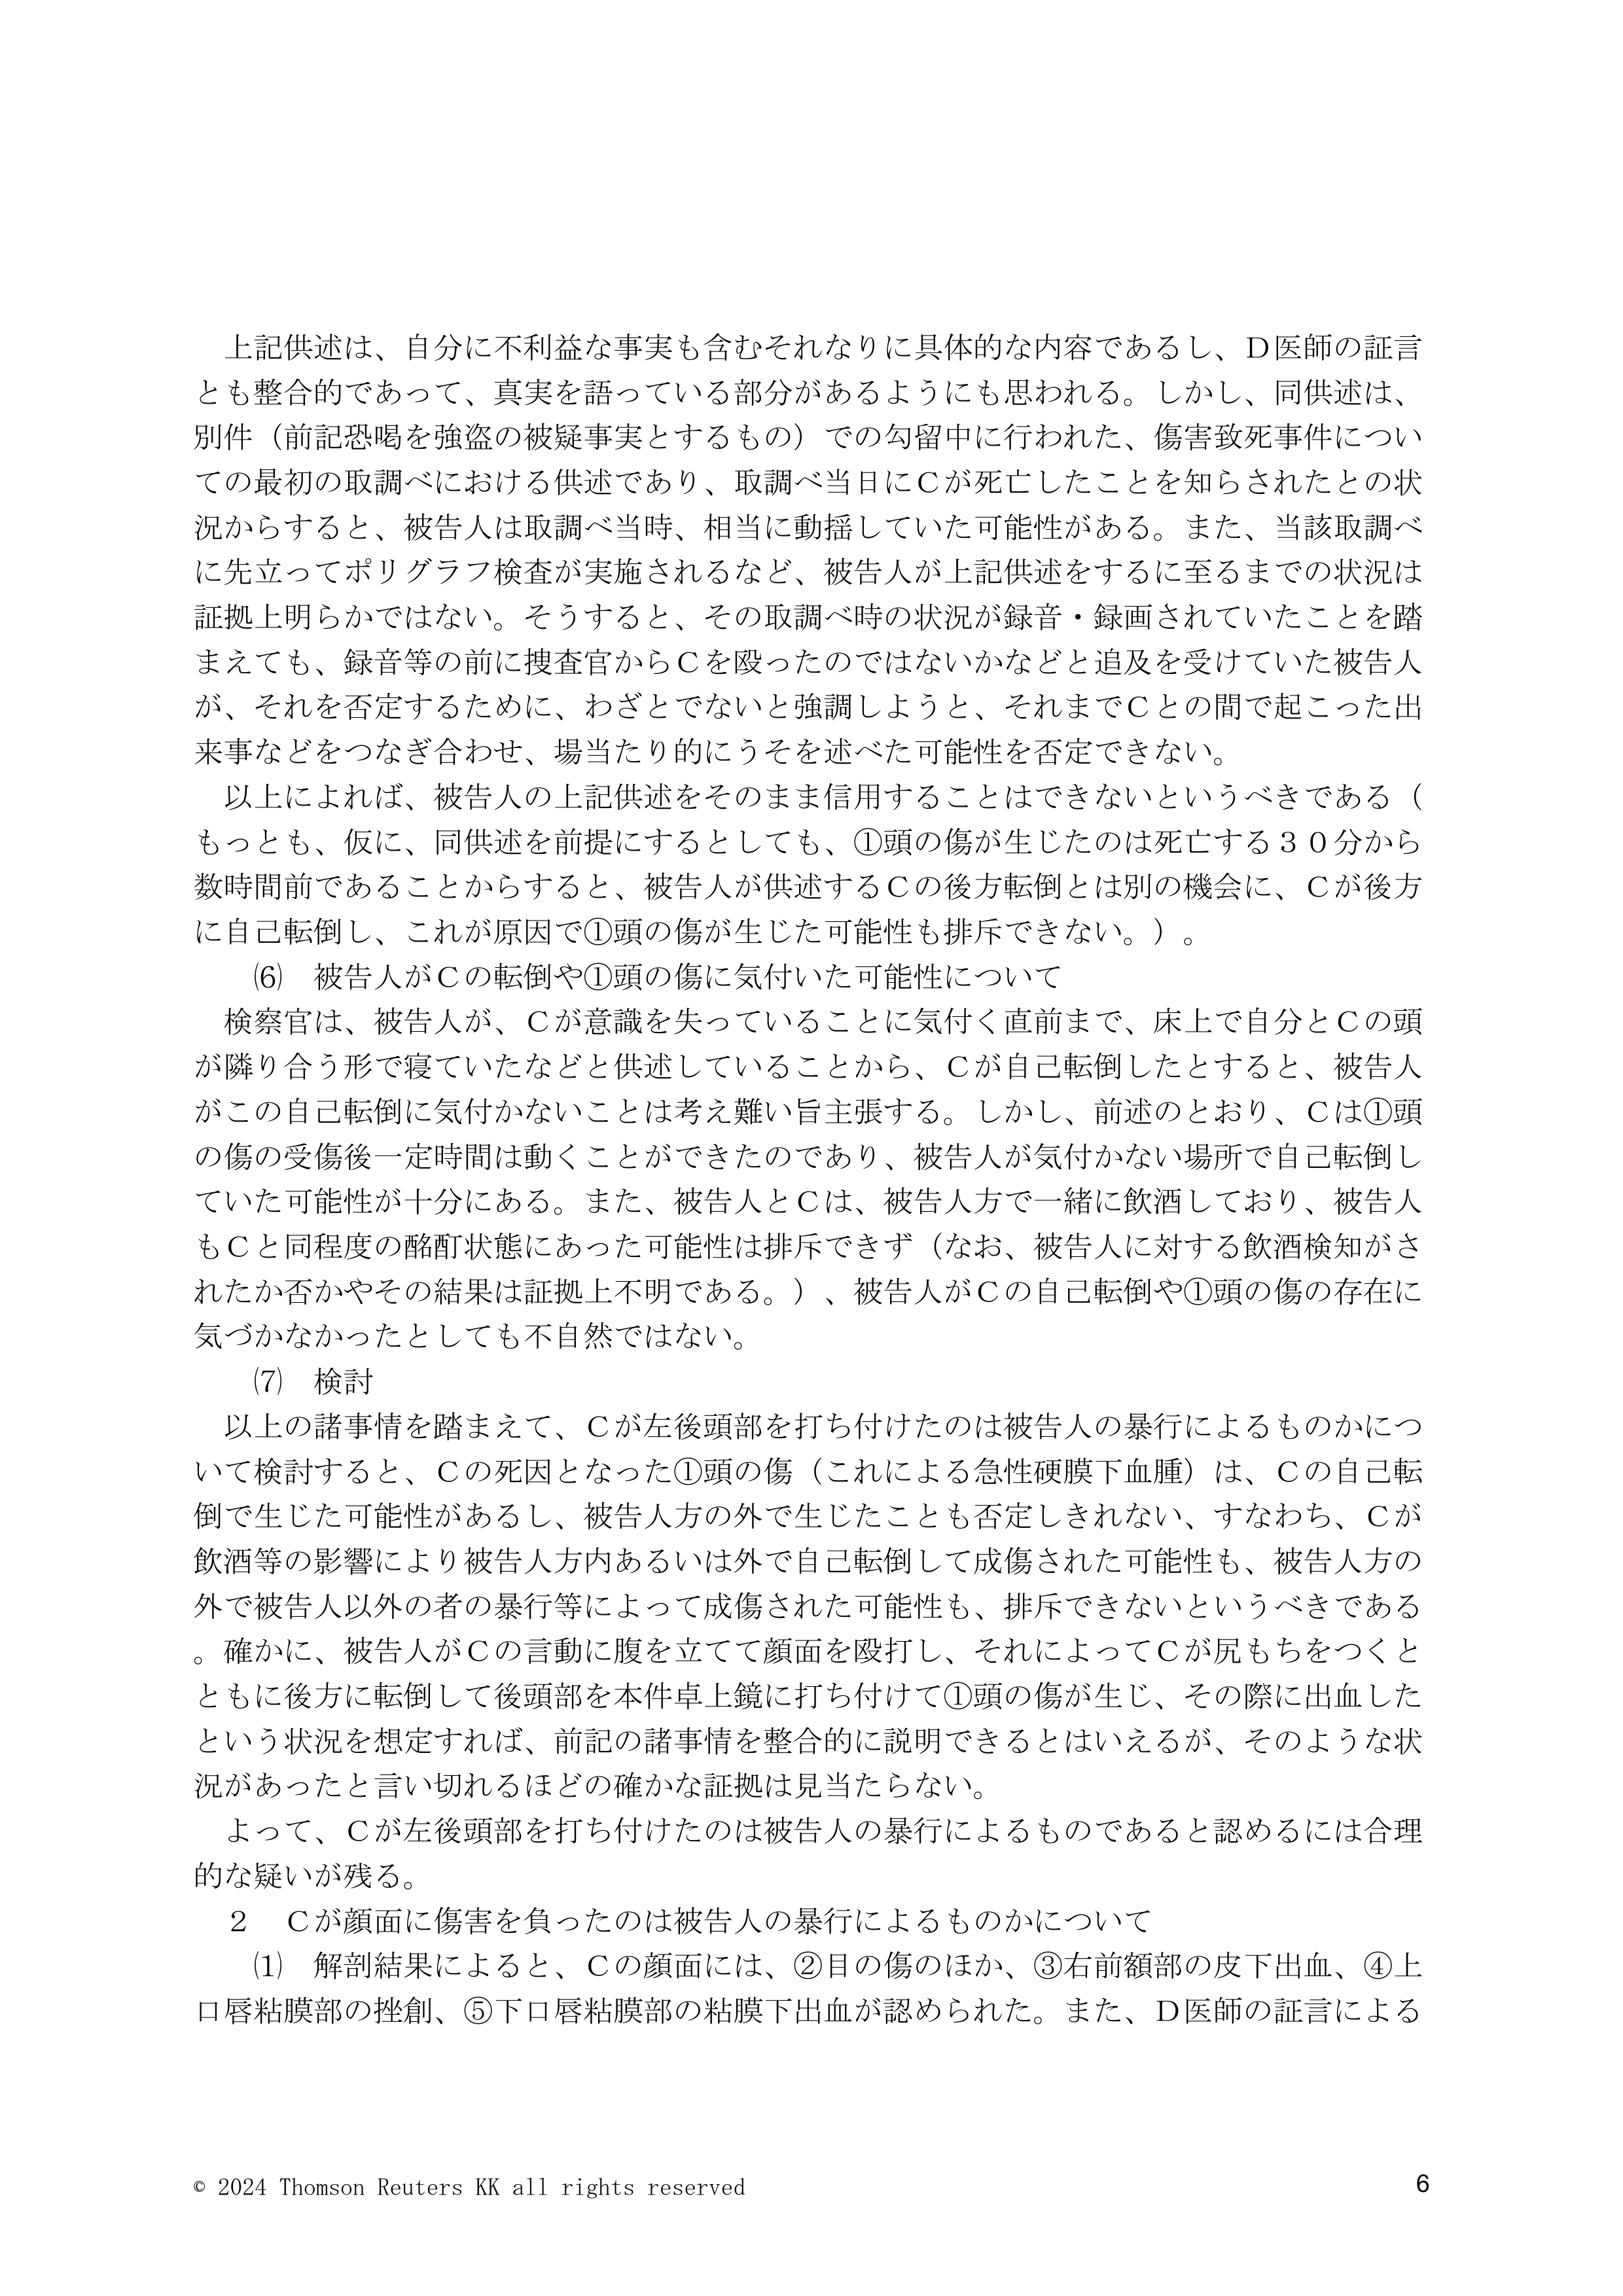 上記供述は、自分に不利益な事実も含むそれなりに具体的な内容であるし、Ｄ医師の証言
とも整合的であって、真実を語っている部分があるようにも思われる。しかし、同供述は、
別件（前記恐喝を強盗の被疑事実とするもの）での勾留中に行われた、傷害致死事件につい
ての最初の取調べにおける供述であり、取調べ当日にＣが死亡したことを知らされたとの状
況からすると、被告人は取調べ当時、相当に動揺していた可能性がある。また、当該取調べ
に先立ってポリグラフ検査が実施されるなど、被告人が上記供述をするに至るまでの状況は
証拠上明らかではない。そうすると、その取調べ時の状況が録音・録画されていたことを踏
まえても、録音等の前に捜査官からＣを殴ったのではないかなどと追及を受けていた被告人
が、それを否定するために、わざとでないと強調しようと、それまでＣとの間で起こった出
来事などをつなぎ合わせ、場当たり的にうそを述べた可能性を否定できない。
　以上によれば、被告人の上記供述をそのまま信用することはできないというべきである（
もっとも、仮に、同供述を前提にするとしても、①頭の傷が生じたのは死亡する３０分から
数時間前であることからすると、被告人が供述するＣの後方転倒とは別の機会に、Ｃが後方
に自己転倒し、これが原因で①頭の傷が生じた可能性も排斥できない。）。
　　⑹　被告人がＣの転倒や①頭の傷に気付いた可能性について
　検察官は、被告人が、Ｃが意識を失っていることに気付く直前まで、床上で自分とＣの頭
が隣り合う形で寝ていたなどと供述していることから、Ｃが自己転倒したとすると、被告人
がこの自己転倒に気付かないことは考え難い旨主張する。しかし、前述のとおり、Ｃは①頭
の傷の受傷後一定時間は動くことができたのであり、被告人が気付かない場所で自己転倒し
ていた可能性が十分にある。また、被告人とＣは、被告人方で一緒に飲酒しており、被告人
もＣと同程度の酩酊状態にあった可能性は排斥できず（なお、被告人に対する飲酒検知がさ
れたか否かやその結果は証拠上不明である。）、被告人がＣの自己転倒や①頭の傷の存在に
気づかなかったとしても不自然ではない。
　　⑺　検討
　以上の諸事情を踏まえて、Ｃが左後頭部を打ち付けたのは被告人の暴行によるものかにつ
いて検討すると、Ｃの死因となった①頭の傷（これによる急性硬膜下血腫）は、Ｃの自己転
倒で生じた可能性があるし、被告人方の外で生じたことも否定しきれない、すなわち、Ｃが
飲酒等の影響により被告人方内あるいは外で自己転倒して成傷された可能性も、被告人方の
外で被告人以外の者の暴行等によって成傷された可能性も、排斥できないというべきである
。確かに、被告人がＣの言動に腹を立てて顔面を殴打し、それによってＣが尻もちをつくと
ともに後方に転倒して後頭部を本件卓上鏡に打ち付けて①頭の傷が生じ、その際に出血した
という状況を想定すれば、前記の諸事情を整合的に説明できるとはいえるが、そのような状
況があったと言い切れるほどの確かな証拠は見当たらない。
　よって、Ｃが左後頭部を打ち付けたのは被告人の暴行によるものであると認めるには合理
的な疑いが残る。
　２　Ｃが顔面に傷害を負ったのは被告人の暴行によるものかについて
　　⑴　解剖結果によると、Ｃの顔面には、②目の傷のほか、③右前額部の皮下出血、④上
口唇粘膜部の挫創、⑤下口唇粘膜部の粘膜下出血が認められた。また、Ｄ医師の証言による
© 2024 Thomson Reuters KK all rights reserved
6